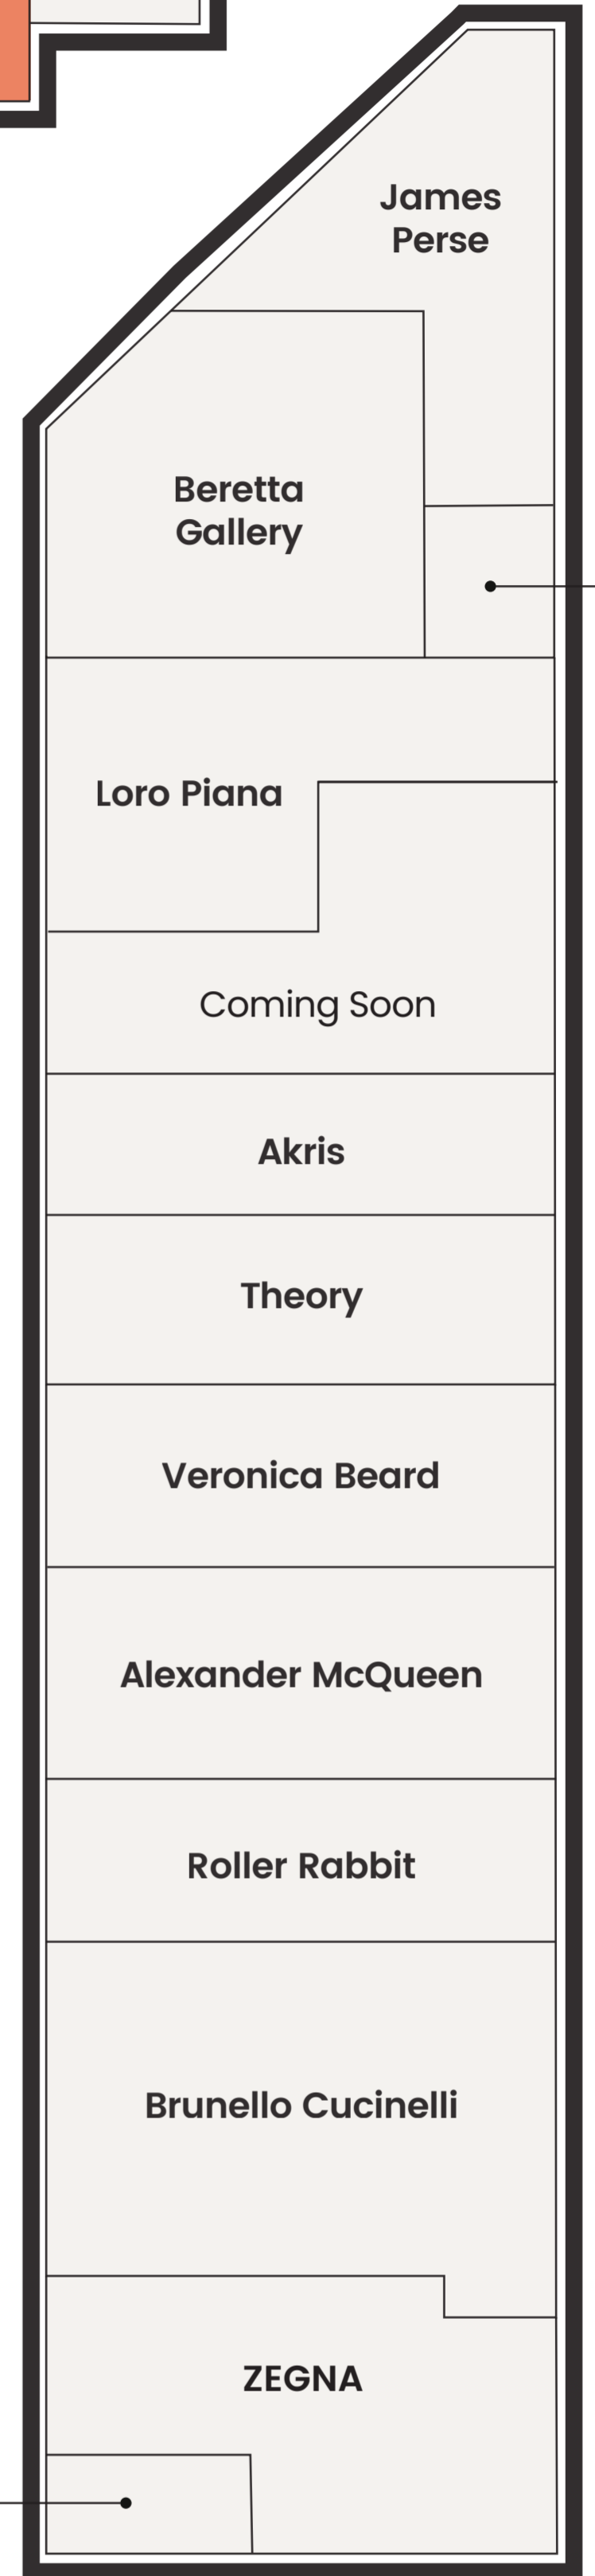 James
Perse
Beretta
Gallery
Loro Piana
Coming Soon
Akris
Theory
Veronica Beard
Alexander McQueen
Roller Rabbit
Brunello Cucinelli
ZEGNA